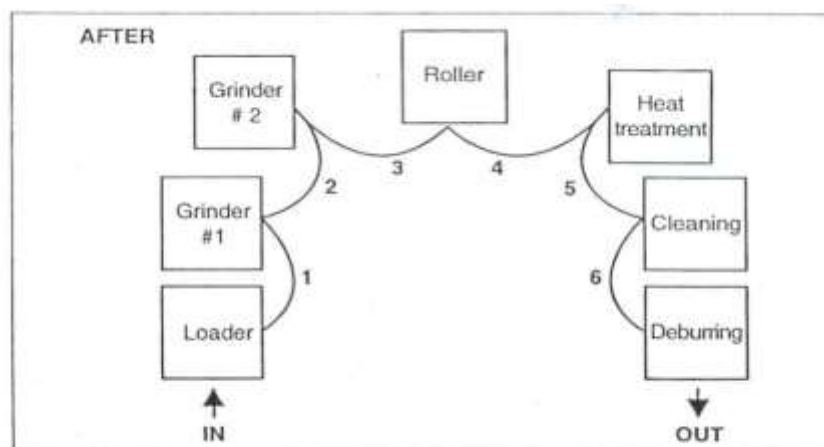 AFTER
Roller
Grinder
# 2
Heat
treatment
3
4
2
5
Grinder
#1
Cleaning
1
6
Loader
Deburring
IN
OUT